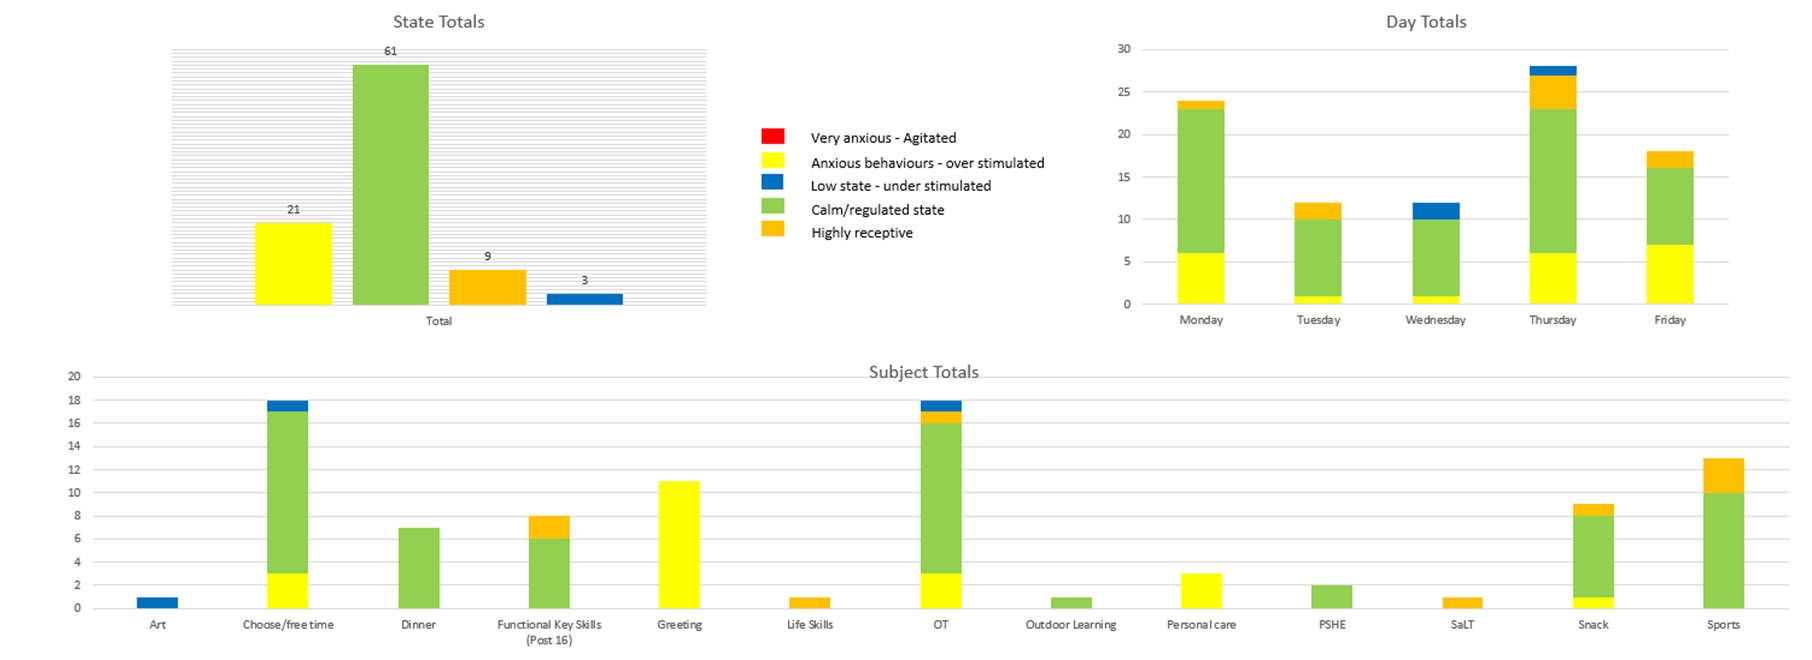 State Totals
61
21
9
3
Total
Very anxious - Agitated
Anxious behaviours - over stimulated
Low state - under stimulated
Calm/regulated state
Highly receptive
Day Totals
30
25
20
15
10
5
0
Monday Tuesday Wednesday Thursday Friday
Subject Totals
20
18
16
14
12
10
8
6
4
2
0
Art Choose/free time Dinner Functional Key Skills Greeting Life Skills OT Outdoor Learning Personal care PSHE SaLT Snack Sports
(Post 16)